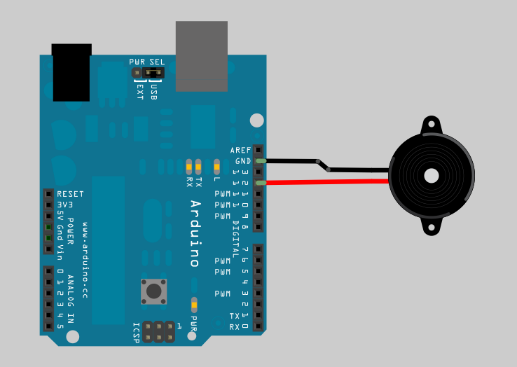 PWR SEL
EXT
USB
AREF
GND
13
12
11
10
9
8
RX
TX
L
PWM
PWM
PWM
RESET
3V3
5V
Gnd
Vin
POWER
www.arduino.cc
Arduino
DIGITAL
7
6
5
4
3
2
1
0
PWM
PWM
PWM
TX
RX
ANALOG IN
0
1
2
3
4
5
ICSP
1
PWR